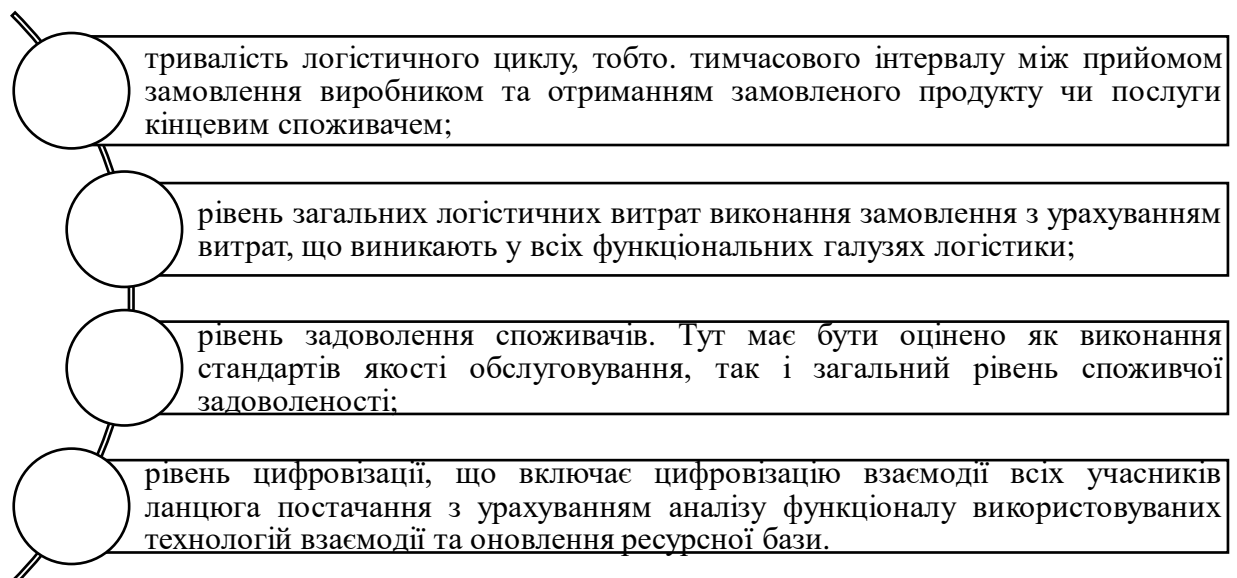 тривалість логістичного циклу, тобто. тимчасового інтервалу між прийомом
замовлення виробником та отриманням замовленого продукту чи послуги
кінцевим споживачем;
рівень загальних логістичних витрат виконання замовлення з урахуванням
витрат, що виникають у всіх функціональних галузях логістики;
рівень задоволення споживачів. Тут має бути оцінено як виконання
стандартів якості обслуговування, так і загальний рівень споживчої
задоволеності;
рівень цифровізації, що включає цифровізацію взаємодії всіх учасників
ланцюга постачання з урахуванням аналізу функціоналу використовуваних
технологій взаємодії та оновлення ресурсної бази.